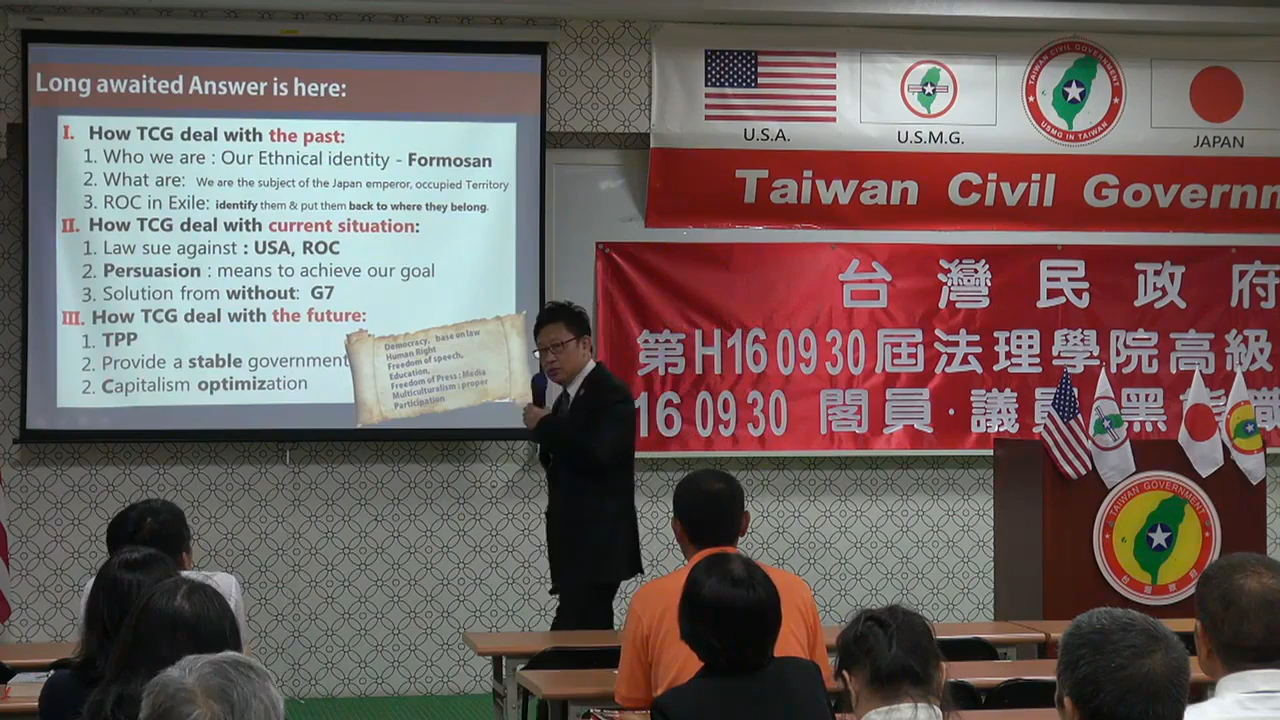 Long awaited Answer is here:
I. How TCG deal with the past:
1. Who we are : Our Ethnical identity - Formosan
2. What are: We are the subject of the Japan emperor, occupied Territory
3. ROC in Exile: identify them & put them back to where they belong.
II. How TCG deal with current situation:
1. Law sue against : USA, ROC
2. Persuasion : means to achieve our goal
3. Solution from without: G7
III. How TCG deal with the future:
1. TPP
2. Provide a stable government
2. Capitalism optimization
Democracy, base on law
Human Right
Freedom of speech,
Education,
Freedom of Press : Media
Multiculturalism : proper
Participation
U.S.A.
U.S.M.G.
TAIWAN CIVIL GOVERNMENT
USMG IN TAIWAN
JAPAN
Taiwan Civil Governm
台灣民政府
第H16 09 30屆法理學院高級
16 09 30 閣員·議員
TAIWAN GOVERNMENT